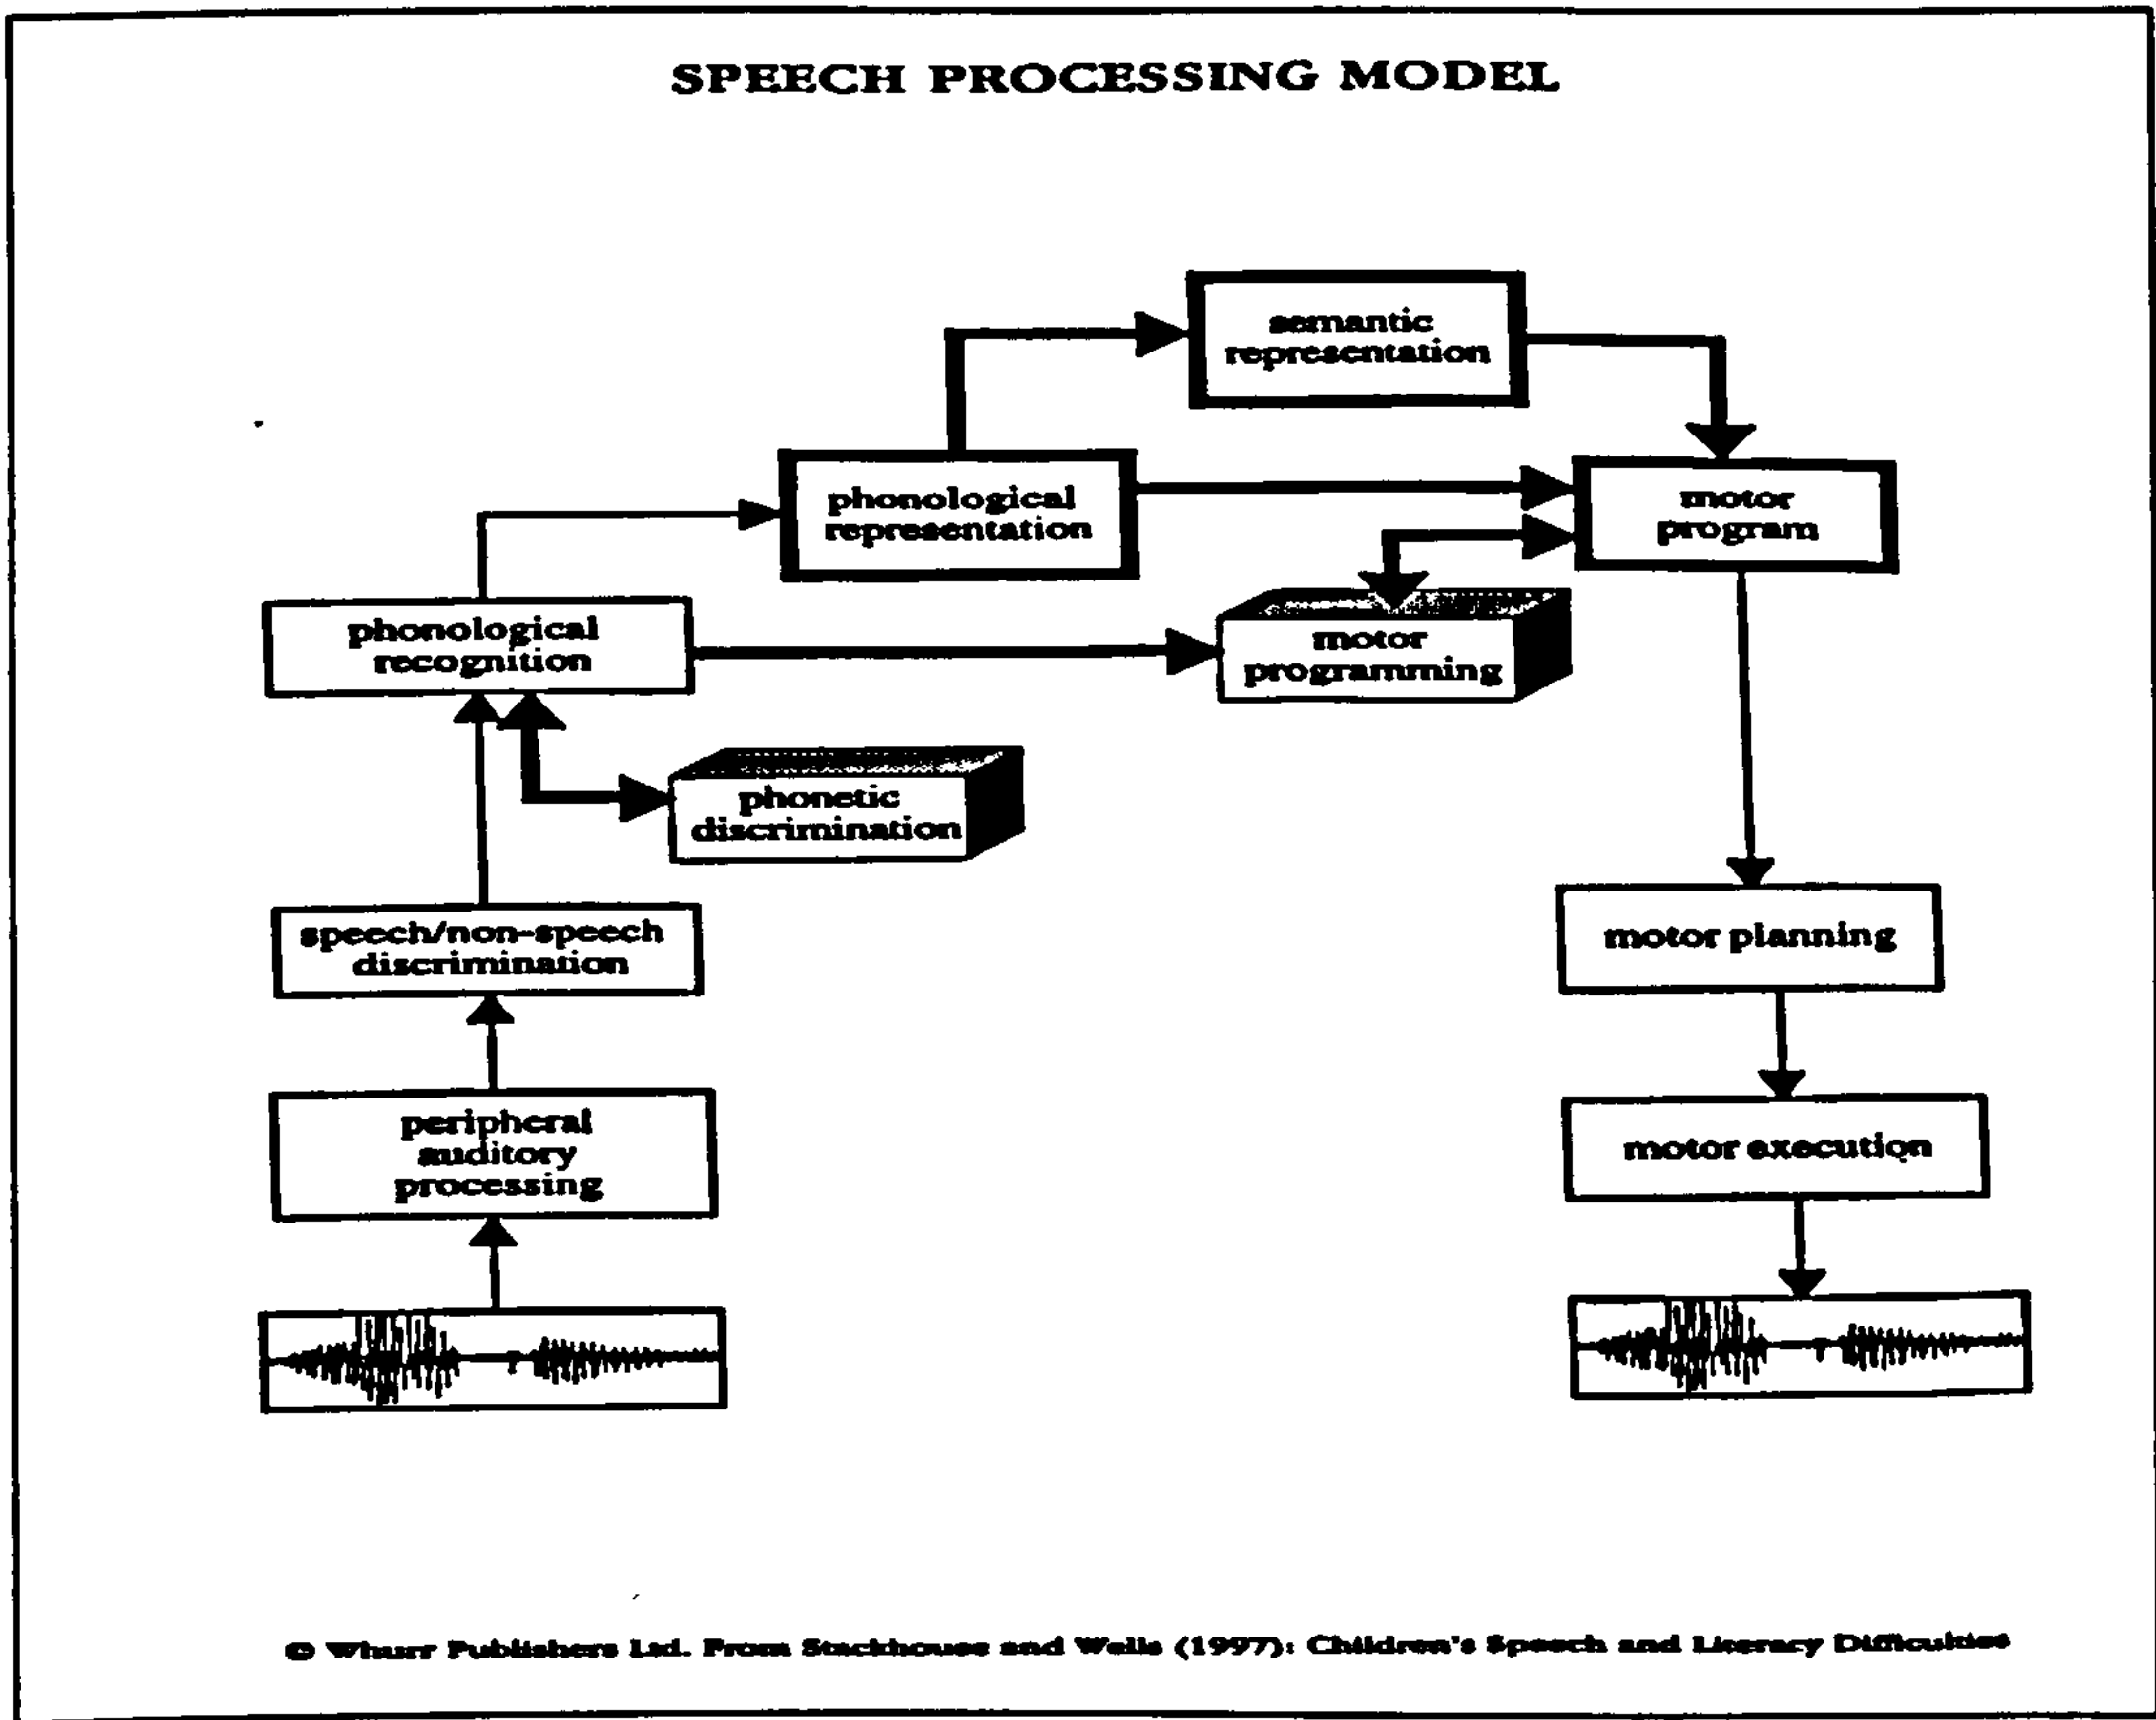 SPEECH PROCESSING MODEL
semantic
representation
phonological
representation
motor
program
phonological
recognition
motor
programming
phonetic
discrimination
speech/non-speech
discrimination
motor planning
peripheral
auditory
processing
motor execution
© Whurr Publishers Ltd. From Stackhouse and Wells (1997): Children's Speech and Literacy Difficulties